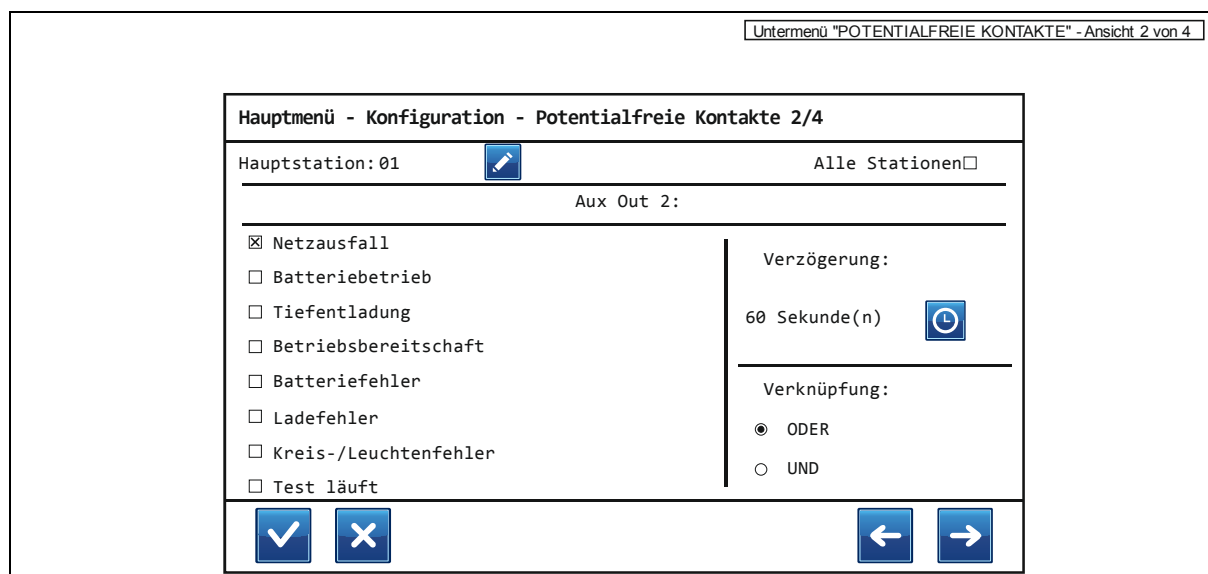 Untermenü "POTENTIALFREIE KONTAKTE" - Ansicht 2 von 4
Hauptmenü - Konfiguration - Potentialfreie Kontakte 2/4
Hauptstation: 01
Alle Stationen
Aux Out 2:
Netzausfall
Batteriebetrieb
Tiefentladung
Betriebsbereitschaft
Batteriefehler
Ladefehler
Kreis-/Leuchtenfehler
Test läuft
Verzögerung:
60 Sekunde(n)
Verknüpfung:
ODER
UND